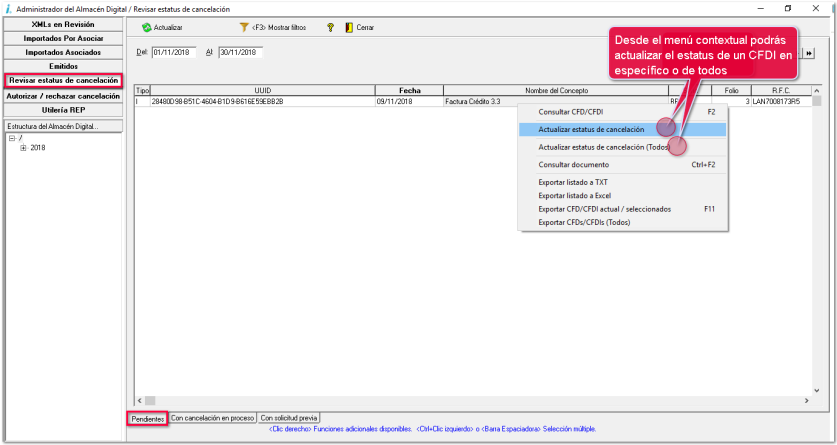 Administrador del Almacén Digital / Revisar estatus de cancelación
XMLs en Revisión
Importados Por Asociar
Importados Asociados
Emitidos
Revisar estatus de cancelación
Autorizar / rechazar cancelación
Utilería REP
Estructura del Almacén Digital...
/
2018
Actualizar
<F3> Mostrar filtros
Cerrar
Del: 01/11/2018 Al: 30/11/2018
Desde el menú contextual podrás
actualizar el estatus de un CFDI en
específico o de todos
Tipo UUID Fecha Nombre del Concepto Folio R.F.C.
I 09/11/2018 Factura Crédito 3.3 3 LAN7008173R5
Consultar CFD/CFDI F2
Actualizar estatus de cancelación
Actualizar estatus de cancelación (Todos)
Consultar documento Ctrl+F2
Exportar listado a TXT
Exportar listado a Excel
Exportar CFD/CFDI actual / seleccionados F11
Exportar CFDs/CFDIs (Todos)
Pendientes Con cancelación en proceso Con solicitud previa
<Clic derecho> Funciones adicionales disponibles. <Ctrl+Clic izquierdo> o <Barra Espaciadora> Selección múltiple.